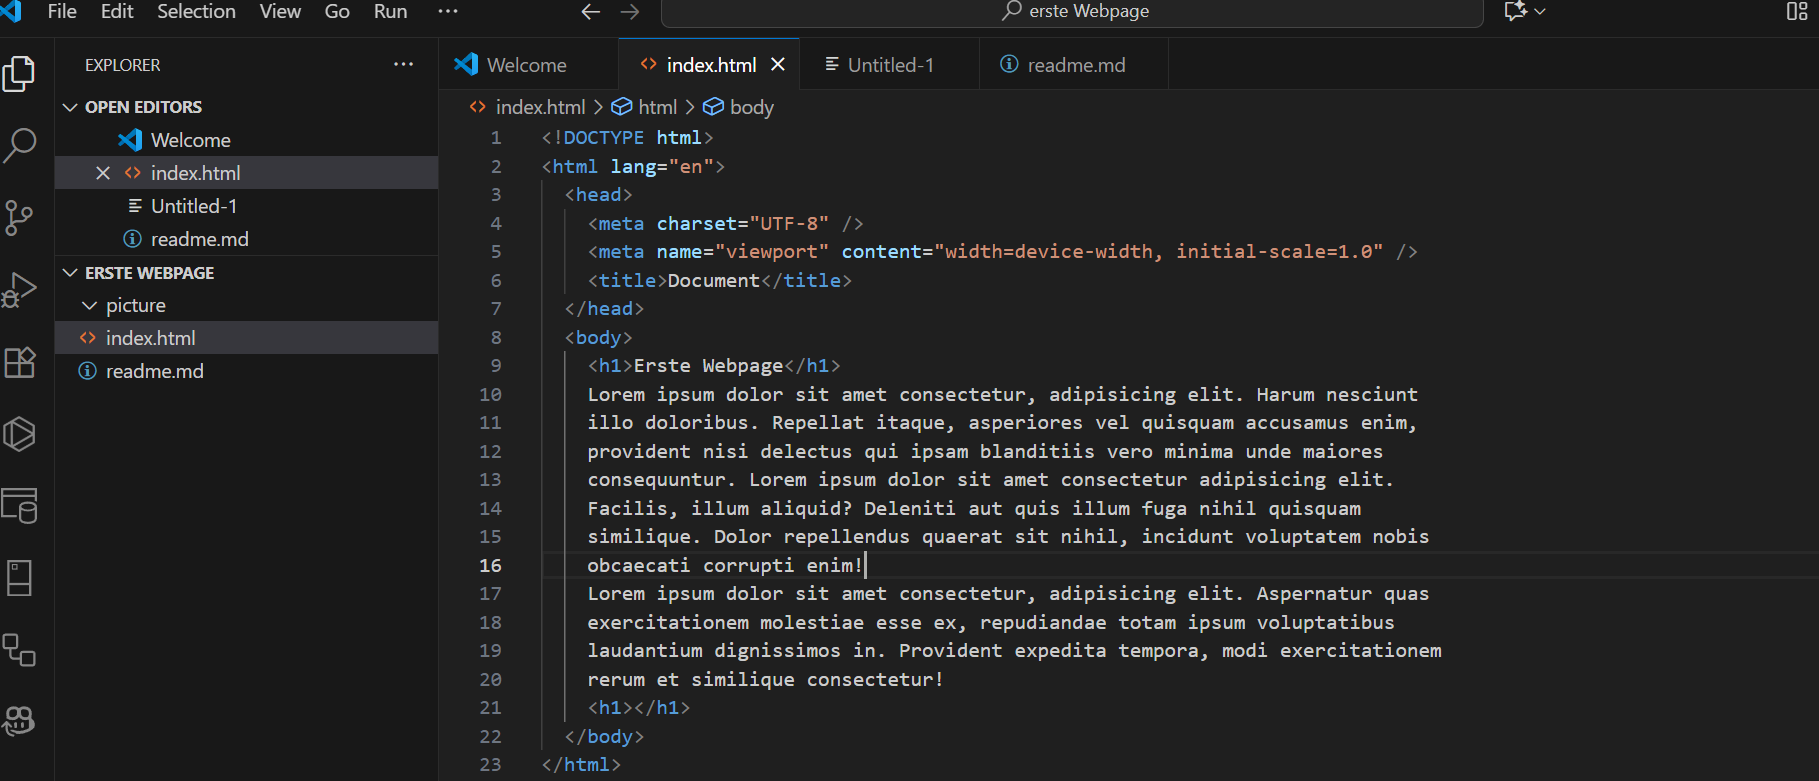 File Edit Selection View Go Run ···
erste Webpage
EXPLORER ···
OPEN EDITORS
Welcome
index.html
Untitled-1
readme.md
ERSTE WEBPAGE
picture
index.html
readme.md
Welcome index.html Untitled-1 readme.md
index.html > html > body
1 <!DOCTYPE html>
2 <html lang="en">
3 <head>
4 <meta charset="UTF-8" />
5 <meta name="viewport" content="width=device-width, initial-scale=1.0" />
6 <title>Document</title>
7 </head>
8 <body>
9 <h1>Erste Webpage</h1>
10 Lorem ipsum dolor sit amet consectetur, adipisicing elit. Harum nesciunt
11 illo doloribus. Repellat itaque, asperiores vel quisquam accusamus enim,
12 provident nisi delectus qui ipsam blanditiis vero minima unde maiores
13 consequuntur. Lorem ipsum dolor sit amet consectetur adipisicing elit.
14 Facilis, illum aliquid? Deleniti aut quis illum fuga nihil quisquam
15 similique. Dolor repellendus quaerat sit nihil, incidunt voluptatem nobis
16 obcaecati corrupti enim!
17 Lorem ipsum dolor sit amet consectetur, adipisicing elit. Aspernatur quas
18 exercitationem molestiae esse ex, repudiandae totam ipsum voluptatibus
19 laudantium dignissimos in. Provident expedita tempora, modi exercitationem
20 rerum et similique consectetur!
21 <h1></h1>
22 </body>
23 </html>